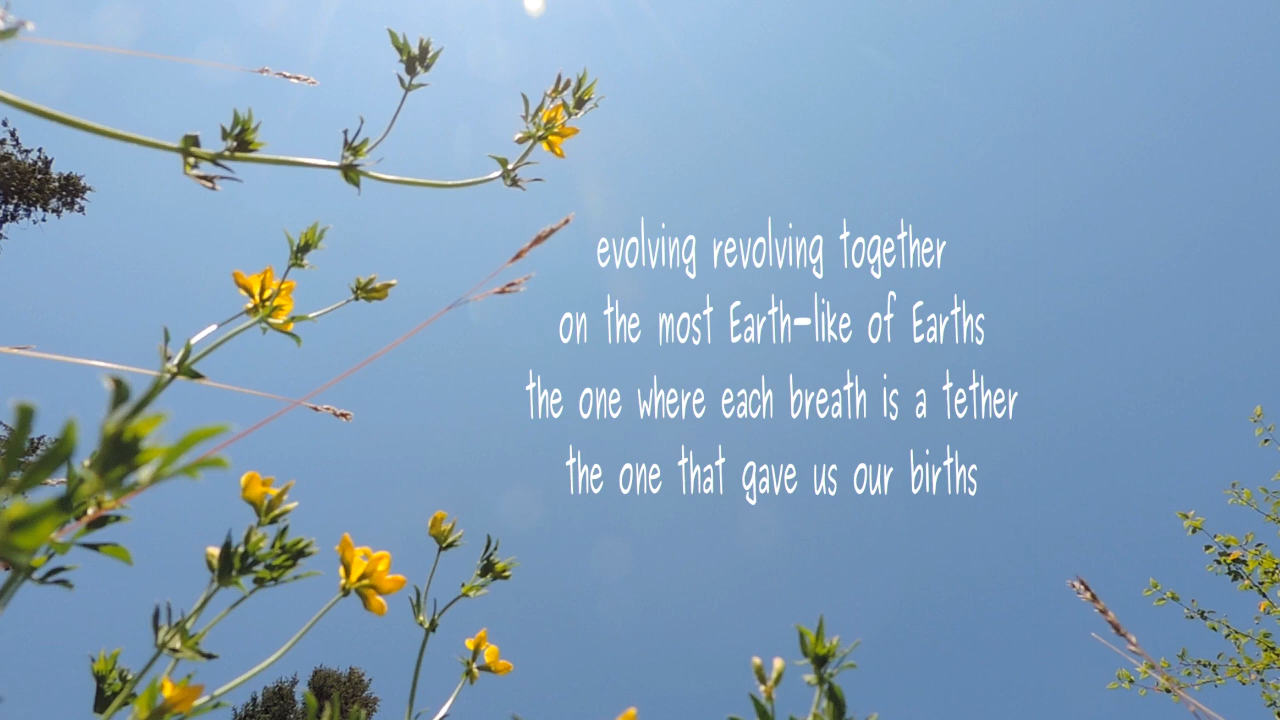 evolving revolving together
on the most Earth-like of Earths
the one where each breath is a tether
the one that gave us our births